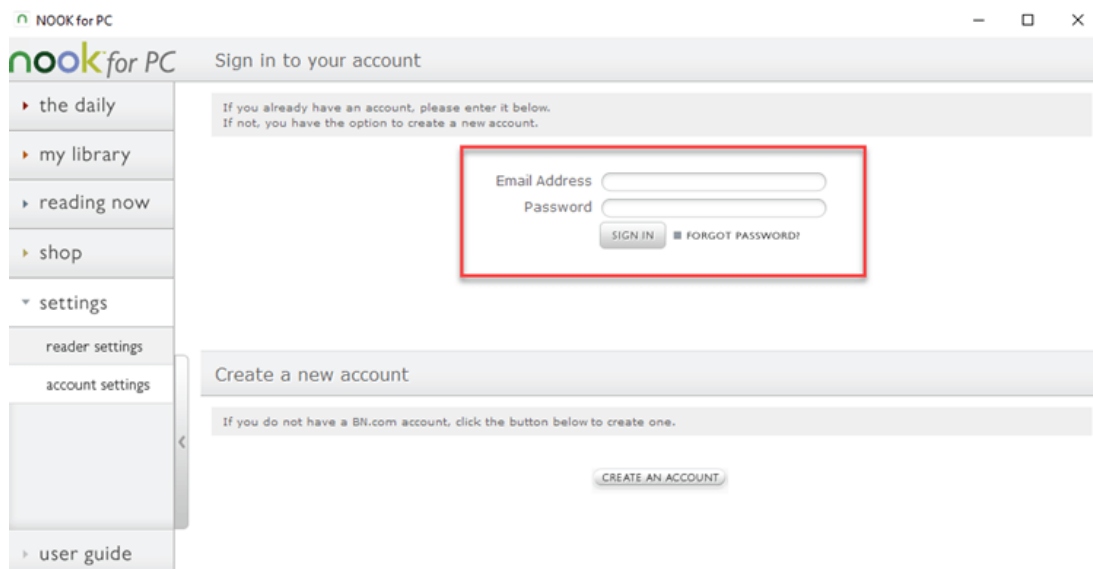 NOOK for PC
nook for PC
Sign in to your account
the daily
my library
reading now
shop
settings
reader settings
account settings
user guide
If you already have an account, please enter it below.
If not, you have the option to create a new account.
Email Address
Password
SIGN IN FORGOT PASSWORD?
Create a new account
If you do not have a BN.com account, click the button below to create one.
CREATE AN ACCOUNT